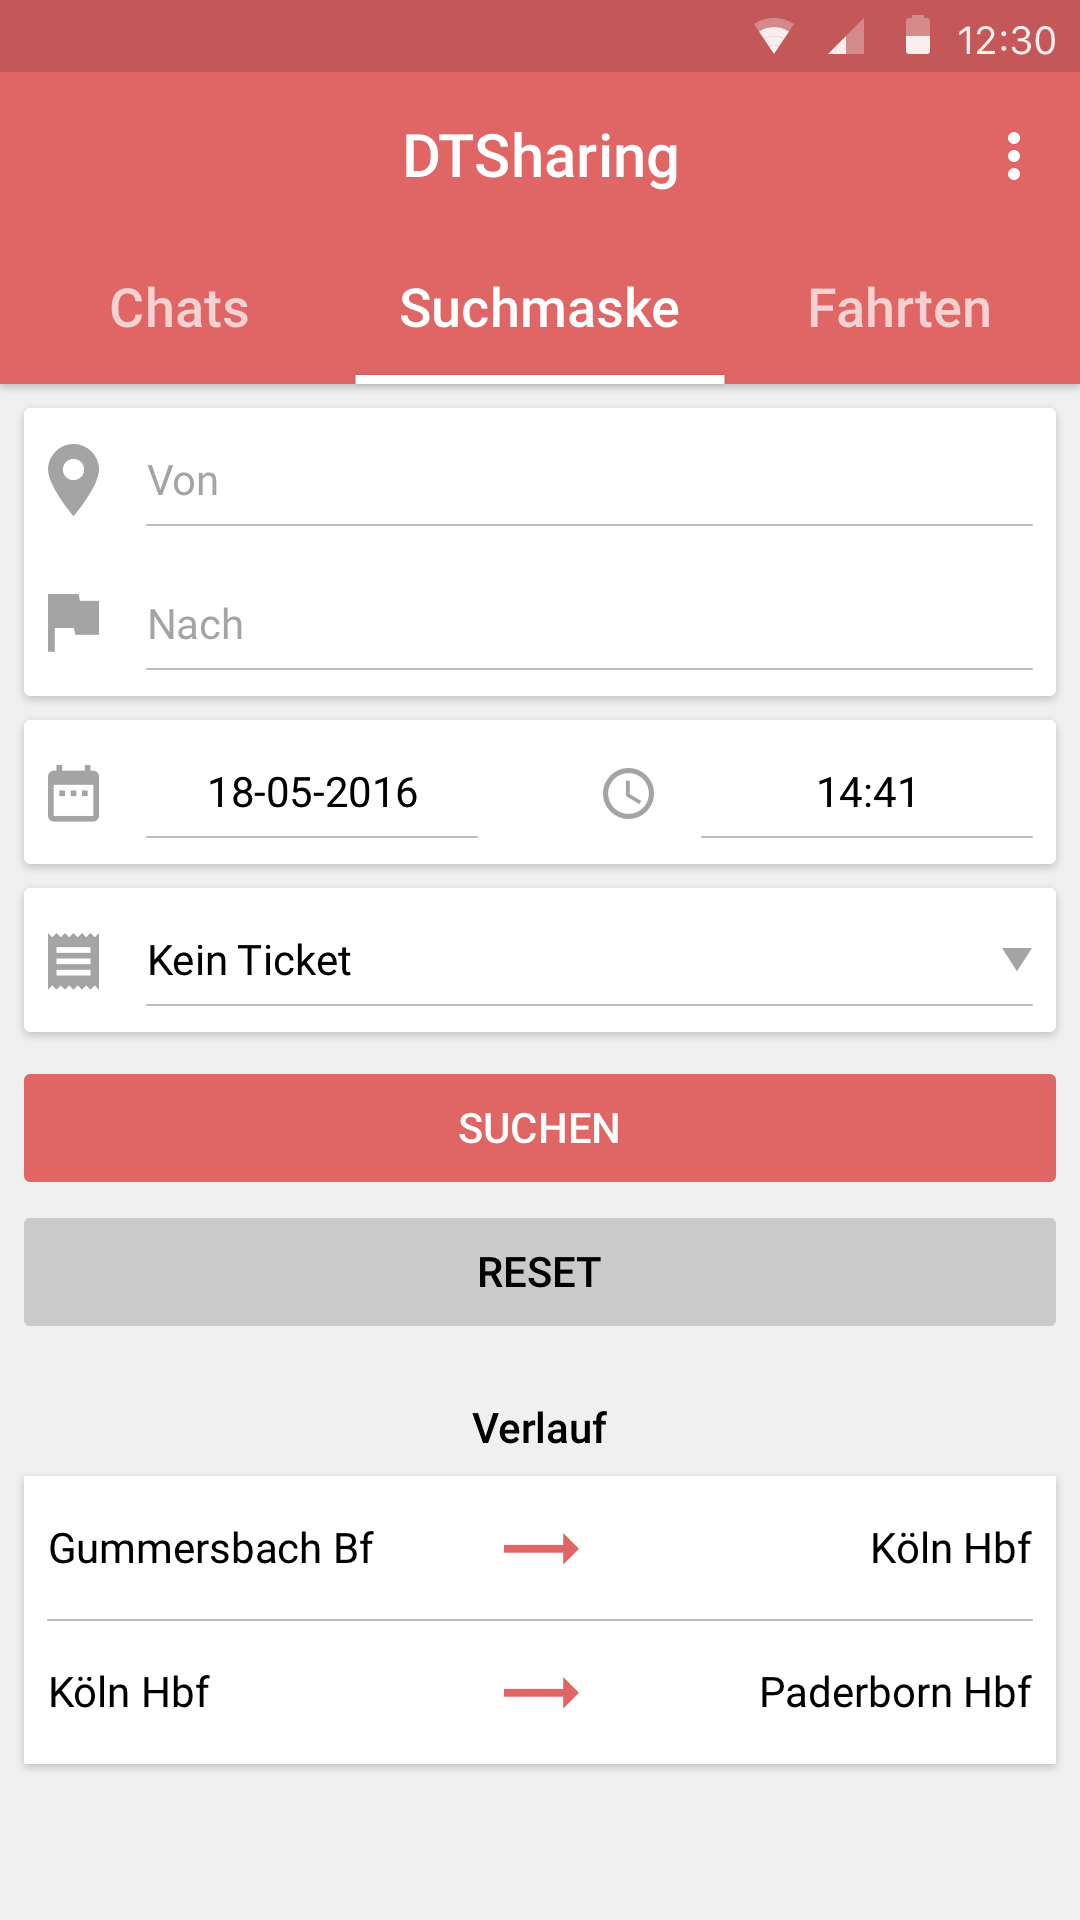 12:30
DTSharing
Chats Suchmaske Fahrten
Von
Nach
18-05-2016 14:41
Kein Ticket
SUCHEN
RESET
Verlauf
Gummersbach Bf Köln Hbf
Köln Hbf Paderborn Hbf